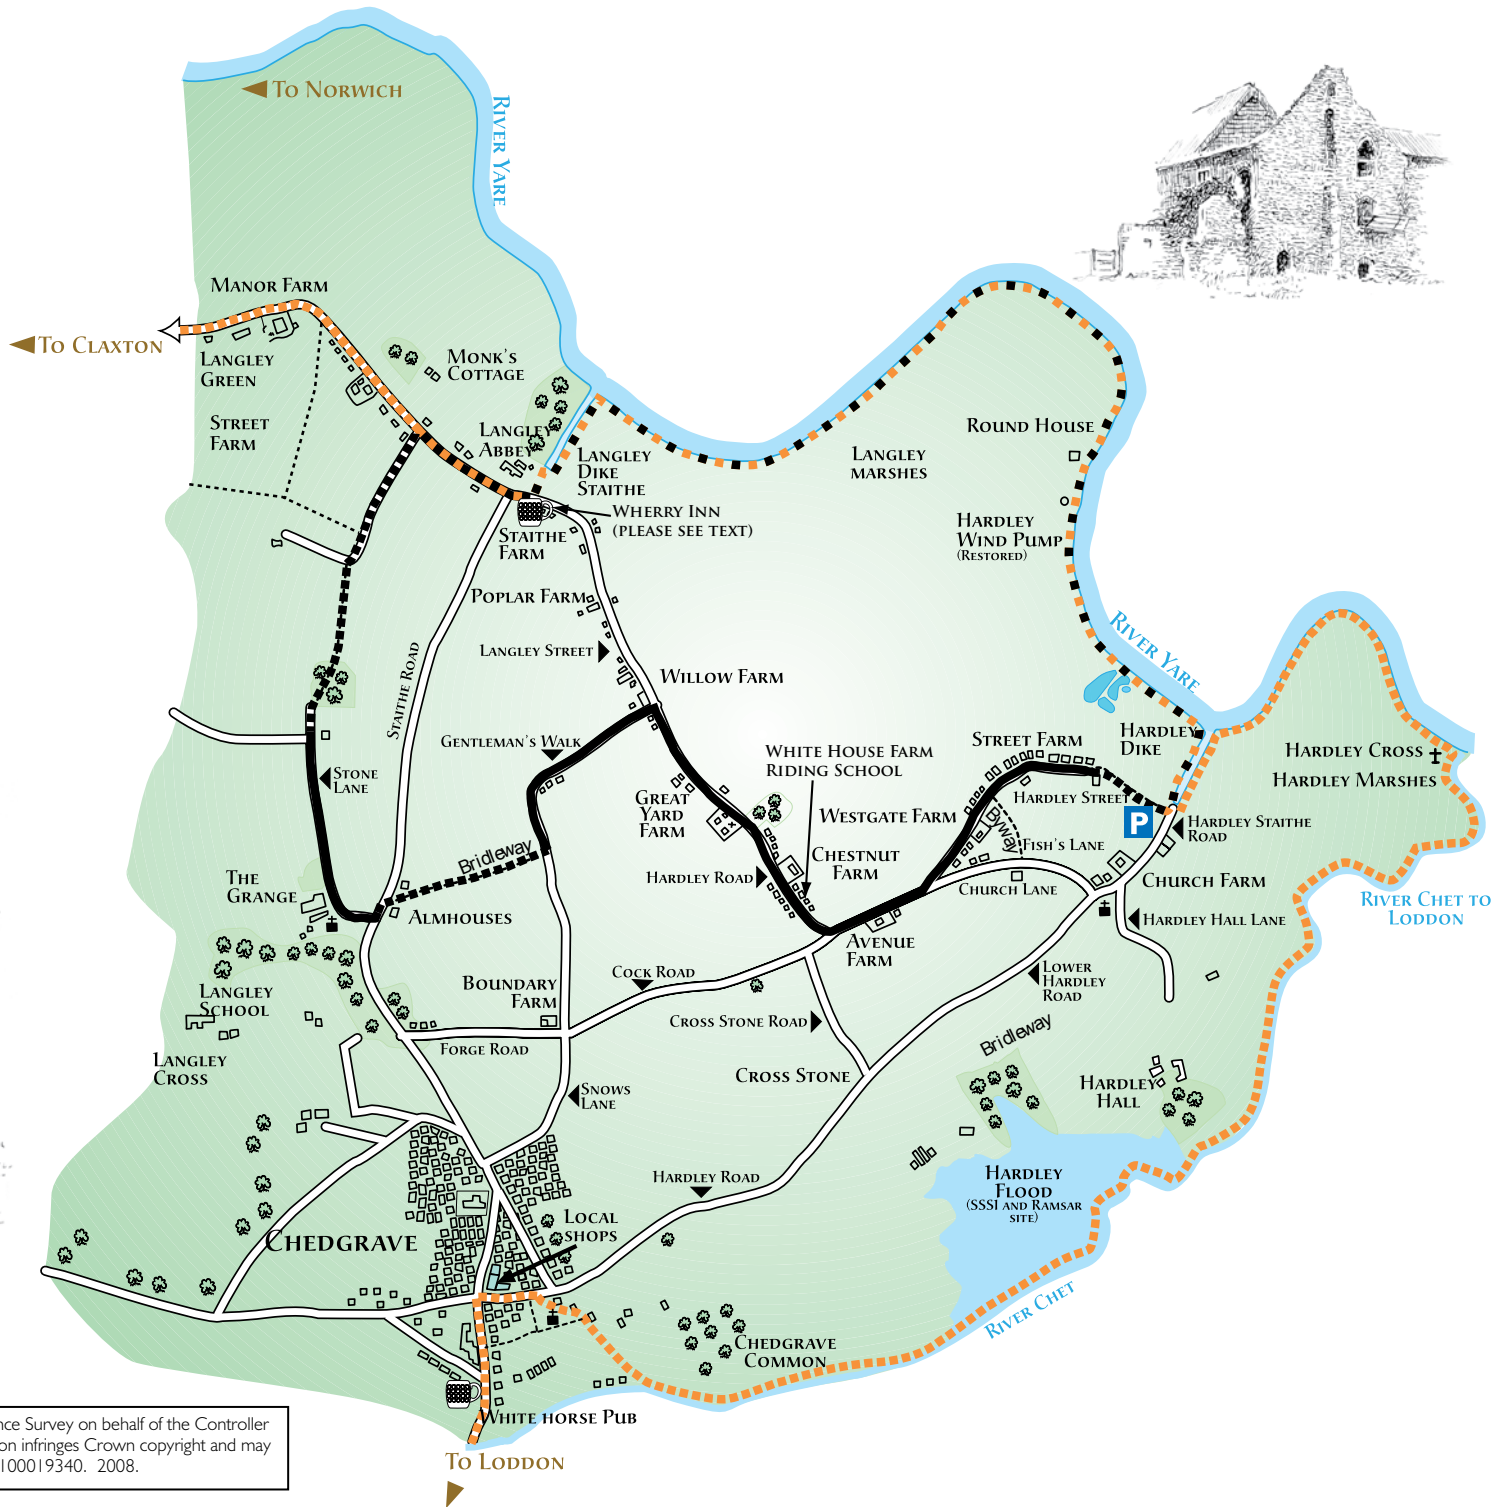 To Norwich
River Yare
Manor Farm
To Claxton
Langley
Green
Monk's
Cottage
Street
Farm
Langley
Abbey
Langley
Dike
Staithe
Round House
Langley
marshes
Wherry Inn
(please see text)
Staithe
Farm
Hardley
Wind Pump
(Restored)
Poplar Farm
River Yare
Langley Street
Willow Farm
Staithe Road
Gentleman's Walk
White House Farm
Riding School
Street Farm
Hardley
Dike
Hardley Cross
Hardley Marshes
Stone
Lane
Great
Yard
Farm
Hardley Street
Westgate Farm
P
Hardley Staithe
Road
Byway
Fish's Lane
Bridleway
Chestnut
Farm
Hardley Road
Church Lane
Church Farm
The
Grange
Almhouses
River Chet to
Loddon
Hardley Hall Lane
Avenue
Farm
Langley
School
Boundary
Farm
Cock Road
Lower
Hardley
Road
Cross Stone Road
Bridleway
Forge Road
Langley
Cross
Cross Stone
Snows
Lane
Hardley
Hall
Hardley Road
Hardley
Flood
(SSSI and Ramsar
site)
Local
shops
Chedgrave
River Chet
Chedgrave
Common
White horse Pub
nce Survey on behalf of the Controller
on infringes Crown copyright and may
100019340. 2008.
To Loddon